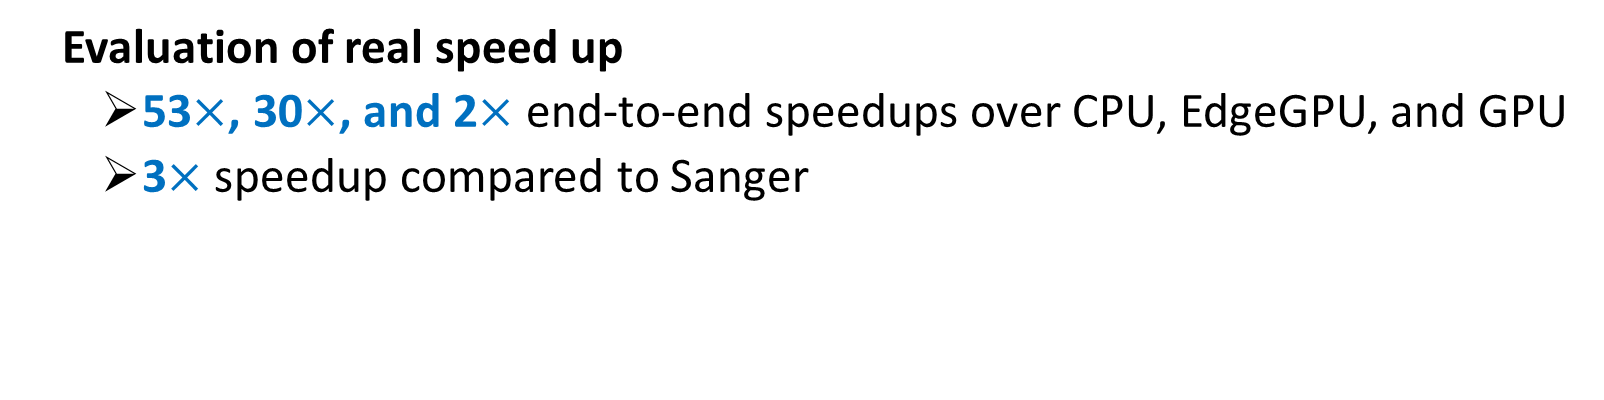 Evaluation of real speed up
➢53×, 30×, and 2× end-to-end speedups over CPU, EdgeGPU, and GPU
➢3× speedup compared to Sanger